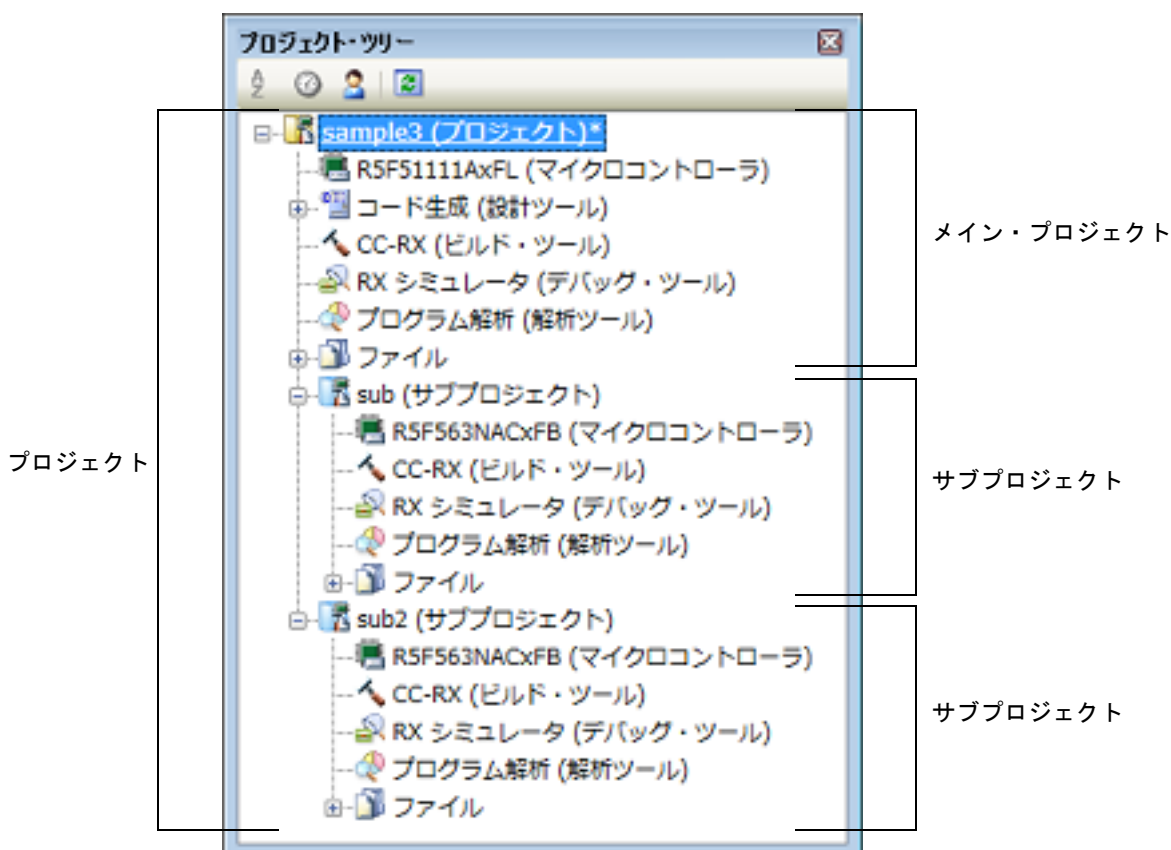 プロジェクト・ツリー
sample3 (プロジェクト)*
R5F51111AxFL (マイクロコントローラ)
コード生成 (設計ツール)
CC-RX (ビルド・ツール)
RX シミュレータ (デバッグ・ツール)
プログラム解析 (解析ツール)
ファイル
メイン・プロジェクト
sub (サブプロジェクト)
R5F563NACxFB (マイクロコントローラ)
CC-RX (ビルド・ツール)
RX シミュレータ (デバッグ・ツール)
プログラム解析 (解析ツール)
ファイル
プロジェクト
サブプロジェクト
sub2 (サブプロジェクト)
R5F563NACxFB (マイクロコントローラ)
CC-RX (ビルド・ツール)
RX シミュレータ (デバッグ・ツール)
プログラム解析 (解析ツール)
ファイル
サブプロジェクト